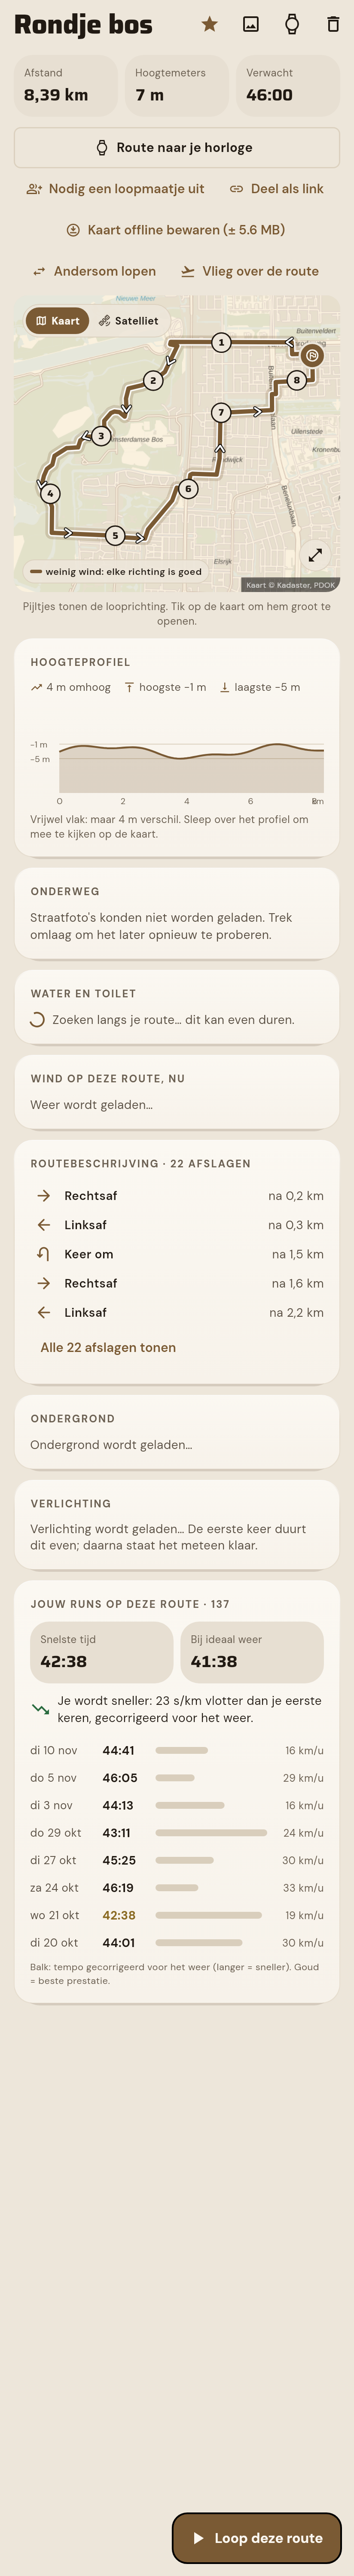 Rondje bos
Afstand
8,39 km
Hoogtemeters
7 m
Verwacht
46:00
Route naar je horloge
Nodig een loopmaatje uit
Deel als link
Kaart offline bewaren (± 5.6 MB)
Andersom lopen
Vlieg over de route
Nieuwe Meer
Kaart
Satelliet
Buitenveldert
1
2
8
3
msterdamse Bos
7
Uilenstede
Kronenbu
4
6
Beneluxbaan
5
Elsrijk
weinig wind: elke richting is goed
Kaart © Kadaster, PDOK
Pijltjes tonen de looprichting. Tik op de kaart om hem groot te
openen.
HOOGTEPROFIEL
4 m omhoog
hoogste -1 m
laagste -5 m
-1 m
-5 m
0
2
4
6
km
Vrijwel vlak: maar 4 m verschil. Sleep over het profiel om
mee te kijken op de kaart.
ONDERWEG
Straatfoto's konden niet worden geladen. Trek
omlaag om het later opnieuw te proberen.
WATER EN TOILET
Zoeken langs je route… dit kan even duren.
WIND OP DEZE ROUTE, NU
Weer wordt geladen…
ROUTEBESCHRIJVING · 22 AFSLAGEN
Rechtsaf na 0,2 km
Linksaf na 0,3 km
Keer om na 1,5 km
Rechtsaf na 1,6 km
Linksaf na 2,2 km
Alle 22 afslagen tonen
ONDERGROND
Ondergrond wordt geladen…
VERLICHTING
Verlichting wordt geladen… De eerste keer duurt
dit even; daarna staat het meteen klaar.
JOUW RUNS OP DEZE ROUTE · 137
Snelste tijd
42:38
Bij ideaal weer
41:38
Je wordt sneller: 23 s/km vlotter dan je eerste
keren, gecorrigeerd voor het weer.
di 10 nov 44:41 16 km/u
do 5 nov 46:05 29 km/u
di 3 nov 44:13 16 km/u
do 29 okt 43:11 24 km/u
di 27 okt 45:25 30 km/u
za 24 okt 46:19 33 km/u
wo 21 okt 42:38 19 km/u
di 20 okt 44:01 30 km/u
Balk: tempo gecorrigeerd voor het weer (langer = sneller). Goud
= beste prestatie.
Loop deze route